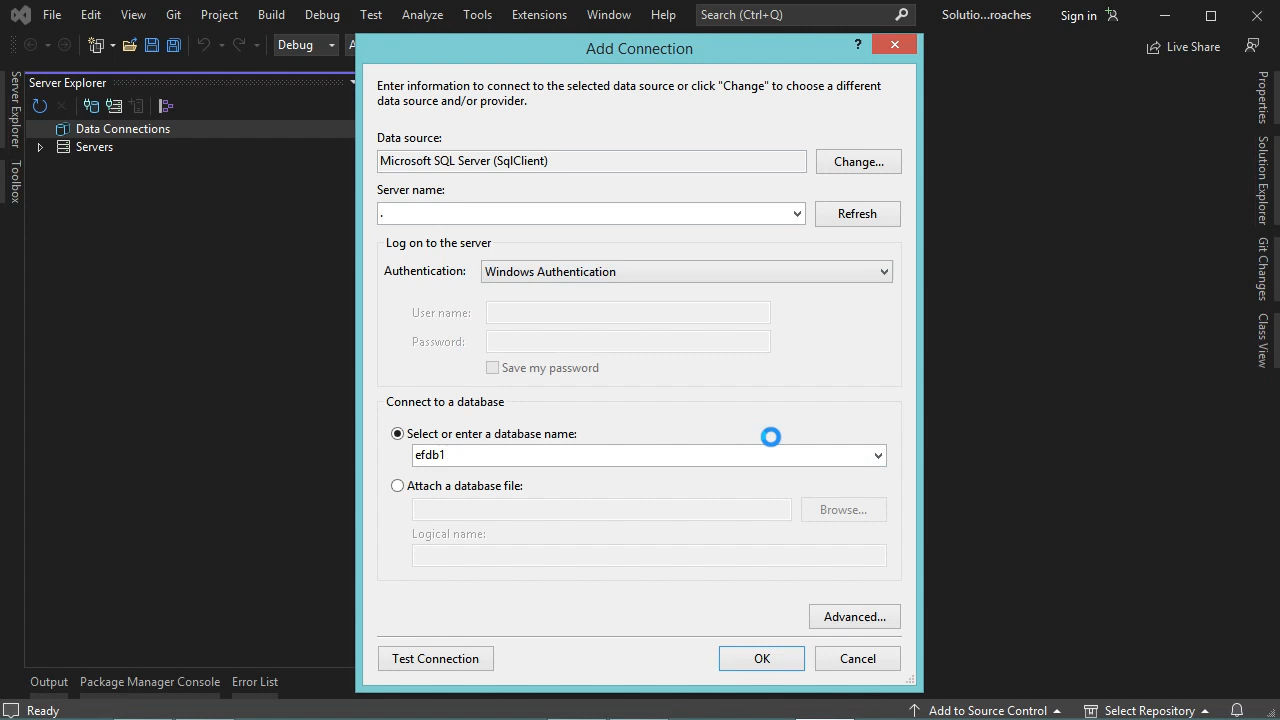 File Edit View Git Project Build Debug Test Analyze Tools Extensions Window Help Search (Ctrl+Q) Solutio...roaches Sign in
Debug
Live Share
Server Explorer
Toolbox
Server Explorer
Data Connections
Servers
Add Connection
?
Enter information to connect to the selected data source or click "Change" to choose a different
data source and/or provider.
Data source:
Microsoft SQL Server (SqlClient)
Change...
Server name:
.
Refresh
Log on to the server
Authentication:
Windows Authentication
User name:
Password:
Save my password
Connect to a database
Select or enter a database name:
efdb1
Attach a database file:
Browse...
Logical name:
Advanced...
Test Connection
OK
Cancel
Properties
Solution Explorer
Git Changes
Class View
Output Package Manager Console Error List
Ready
Add to Source Control
Select Repository